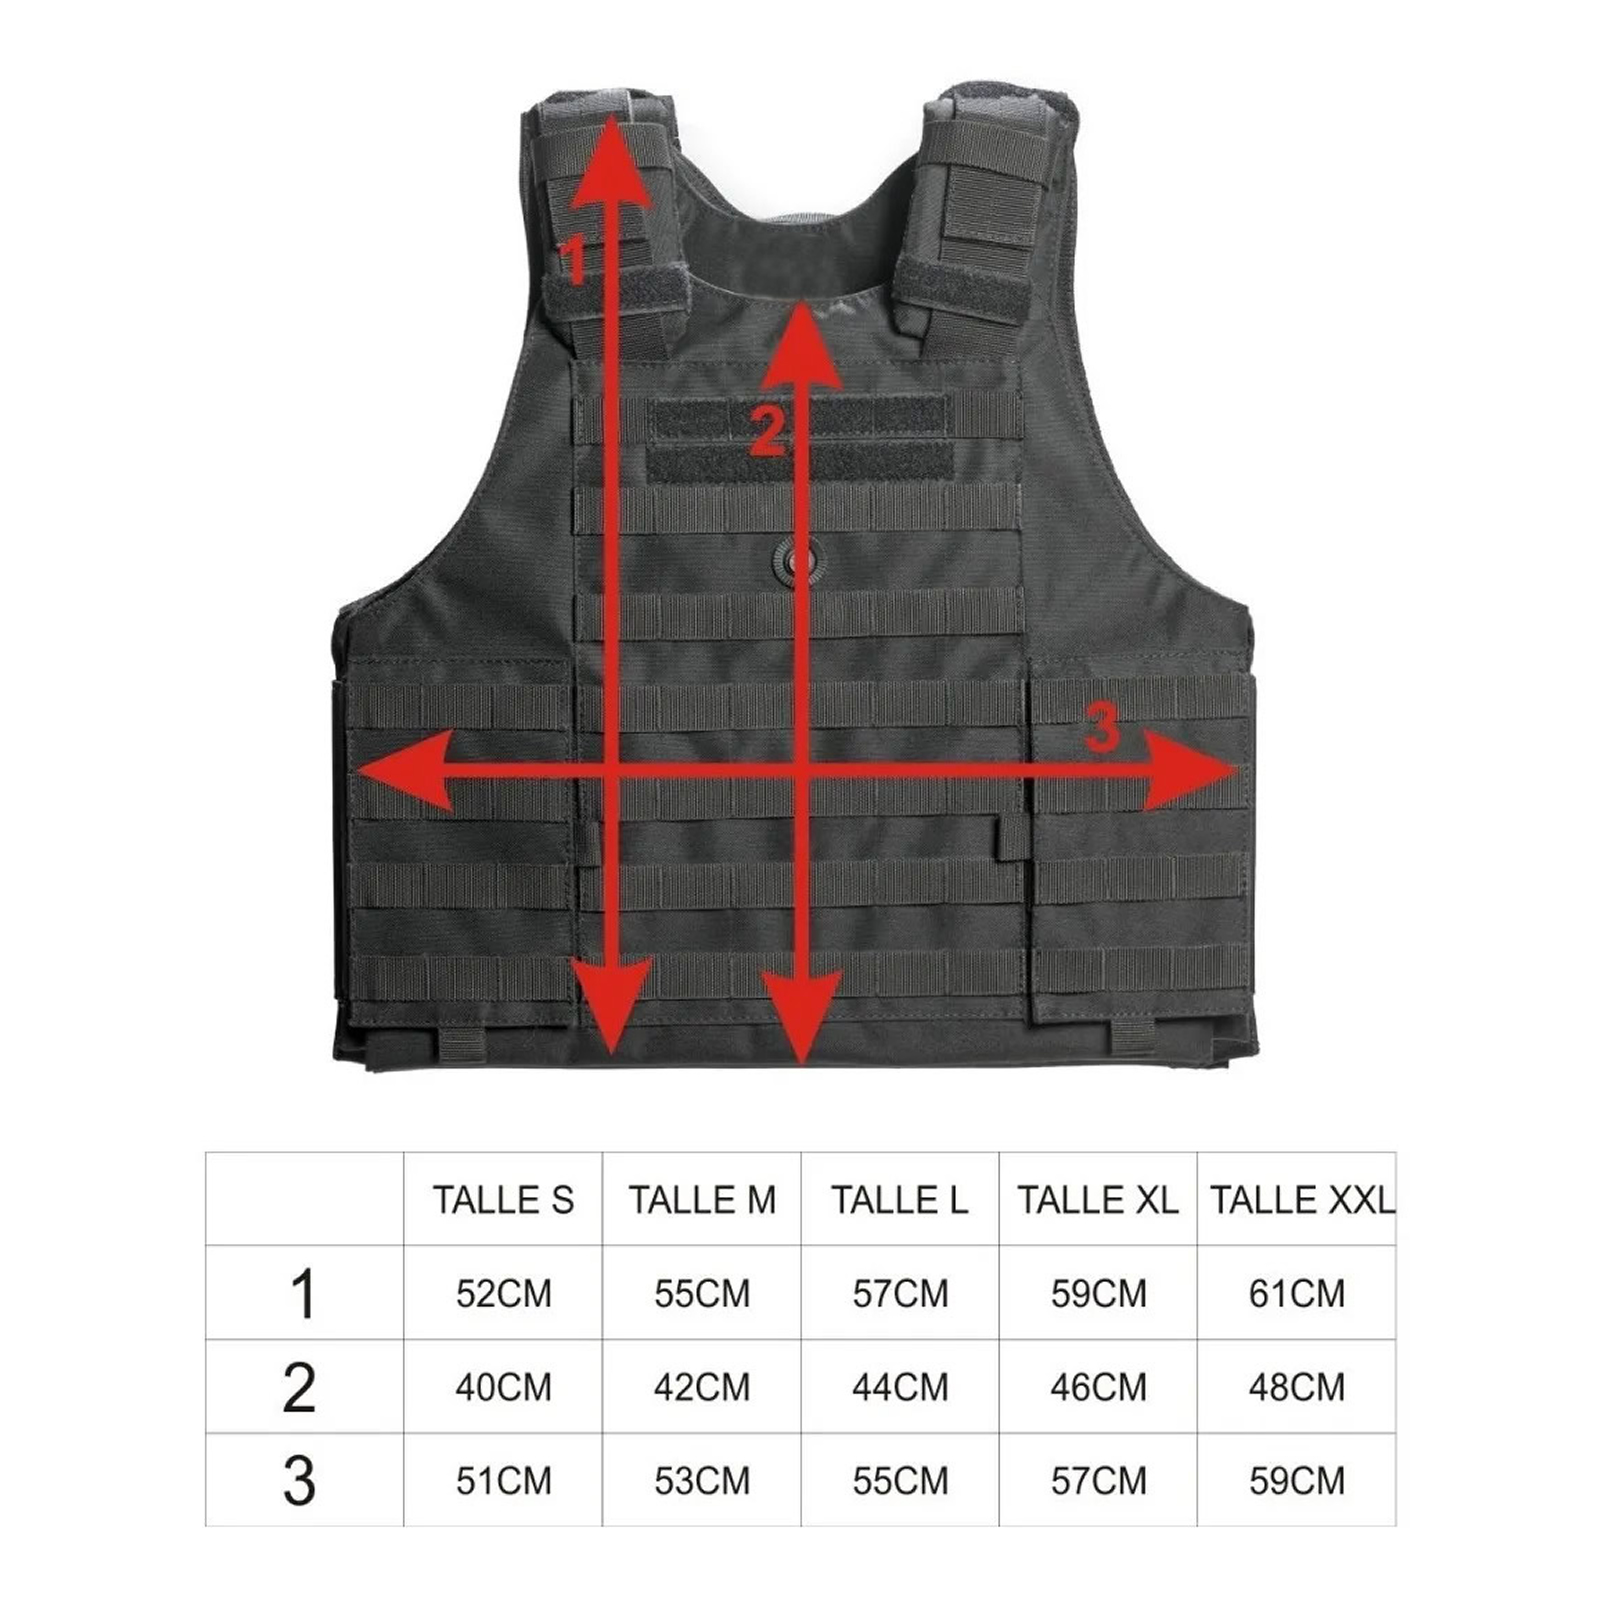 1
2
3
TALLE S TALLE M TALLE L TALLE XL TALLE XXL
1 52CM 55CM 57CM 59CM 61CM
2 40CM 42CM 44CM 46CM 48CM
3 51CM 53CM 55CM 57CM 59CM